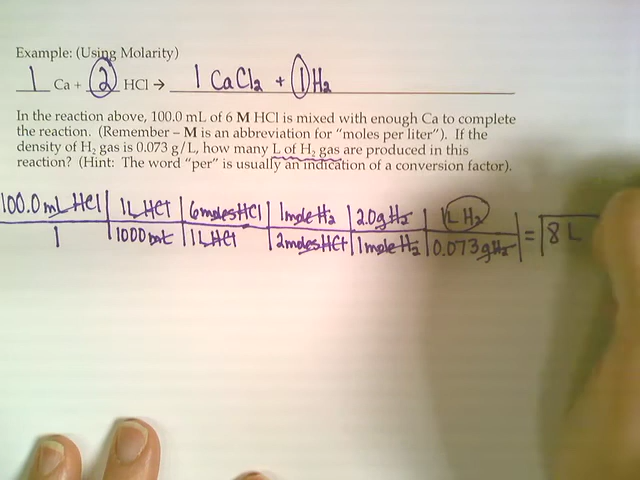 Example: (Using Molarity)
1 Ca + 2 HCl → 1 CaCl₂ + 1 H₂
In the reaction above, 100.0 mL of 6 M HCl is mixed with enough Ca to complete
the reaction. (Remember – M is an abbreviation for "moles per liter"). If the
density of H₂ gas is 0.073 g/L, how many L of H₂ gas are produced in this
reaction? (Hint: The word "per" is usually an indication of a conversion factor).
100.0 mL HCl | 1L HCl | 6 moles HCl | 1 mole H₂ | 2.0g H₂ | 1 L H₂
1 | 1000 mL | 1L HCl | 2 moles HCl | 1 mole H₂ | 0.073g H₂ | = 8 L